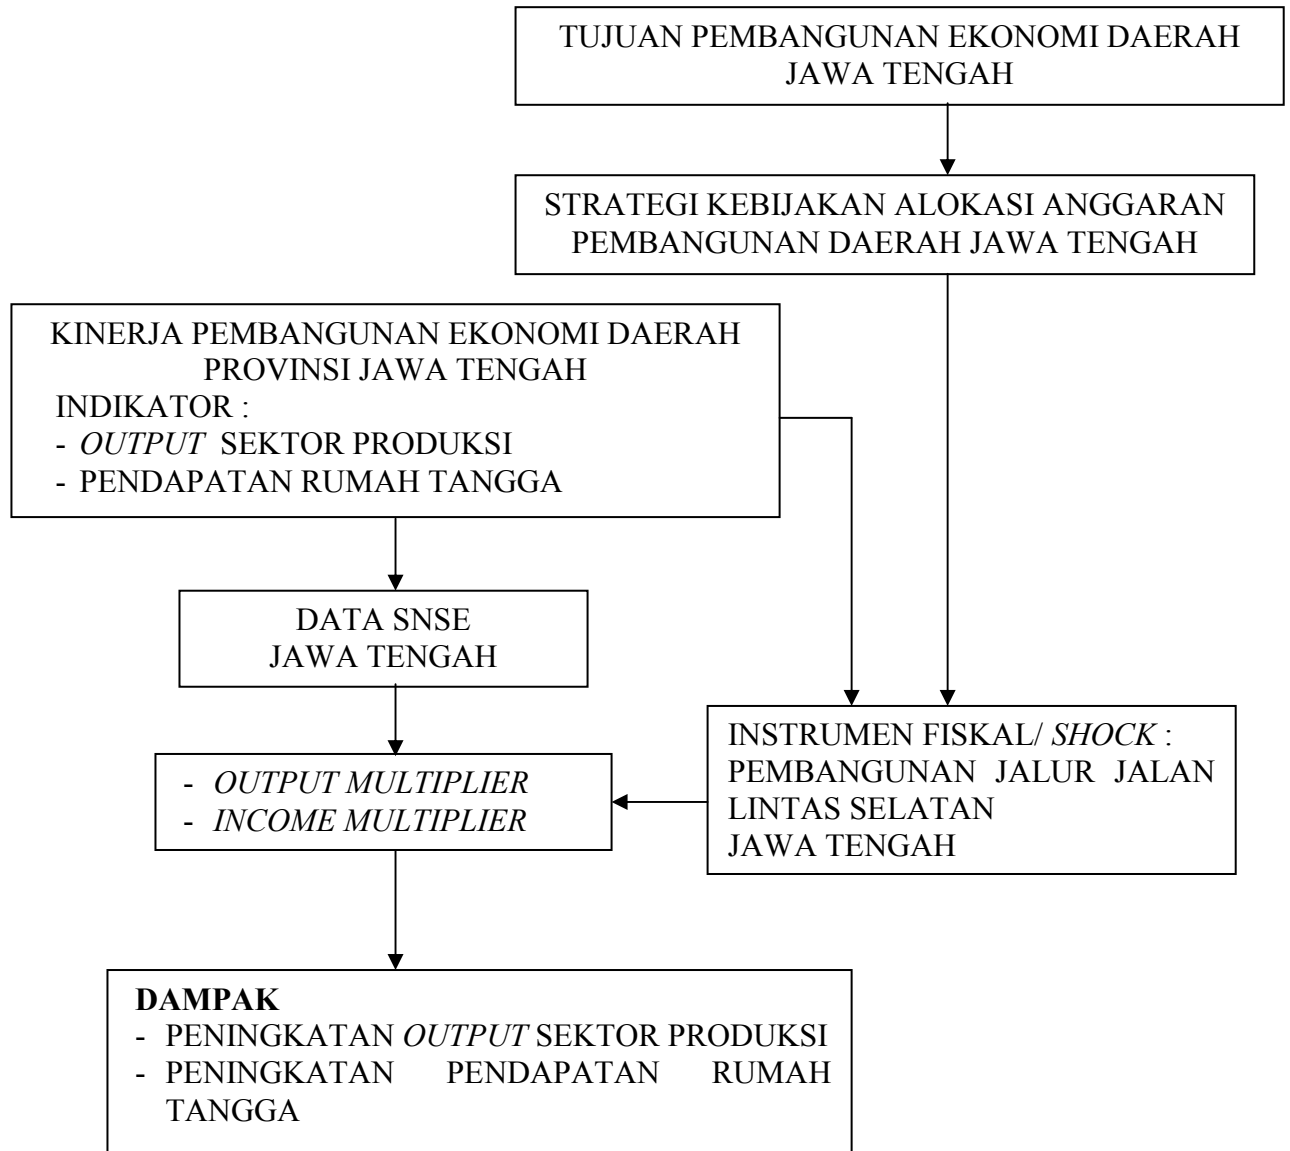 TUJUAN PEMBANGUNAN EKONOMI DAERAH
JAWA TENGAH
STRATEGI KEBIJAKAN ALOKASI ANGGARAN
PEMBANGUNAN DAERAH JAWA TENGAH
KINERJA PEMBANGUNAN EKONOMI DAERAH
PROVINSI JAWA TENGAH
INDIKATOR :
- OUTPUT SEKTOR PRODUKSI
- PENDAPATAN RUMAH TANGGA
DATA SNSE
JAWA TENGAH
INSTRUMEN FISKAL/ SHOCK :
PEMBANGUNAN JALUR JALAN
LINTAS SELATAN
JAWA TENGAH
- OUTPUT MULTIPLIER
- INCOME MULTIPLIER
DAMPAK
- PENINGKATAN OUTPUT SEKTOR PRODUKSI
- PENINGKATAN PENDAPATAN RUMAH
TANGGA